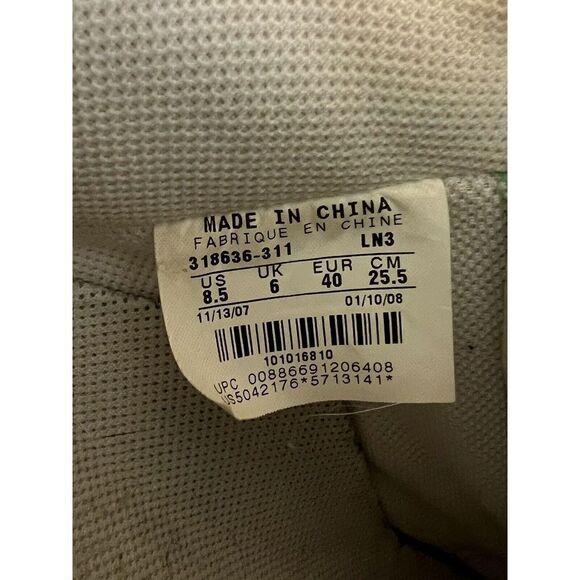 MADE IN CHINA
FABRIQUE EN CHINE
318636-311 LN3
US UK EUR CM
8.5 6 40 25.5
11/13/07 01/10/08
101016810
UPC 00886691206408
US5042176*5713141*